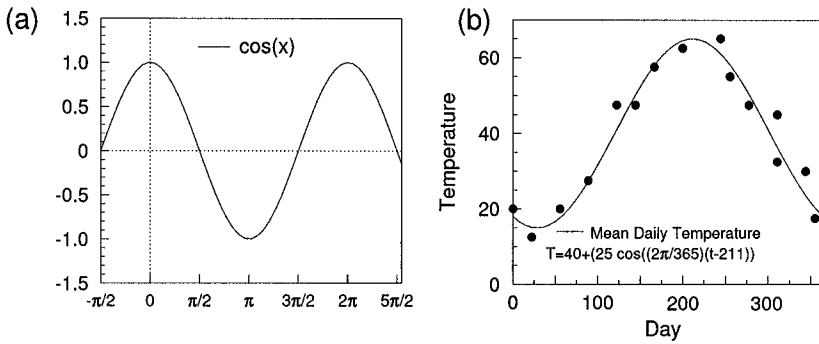 (a)
1.5
1.0
0.5
0
-0.5
-1.0
-1.5
-π/2 0 π/2 π 3π/2 2π 5π/2
cos(x)
(b)
60
40
20
0
Temperature
Mean Daily Temperature
T=40+(25 cos((2π/365)(t-211))
0 100 200 300
Day